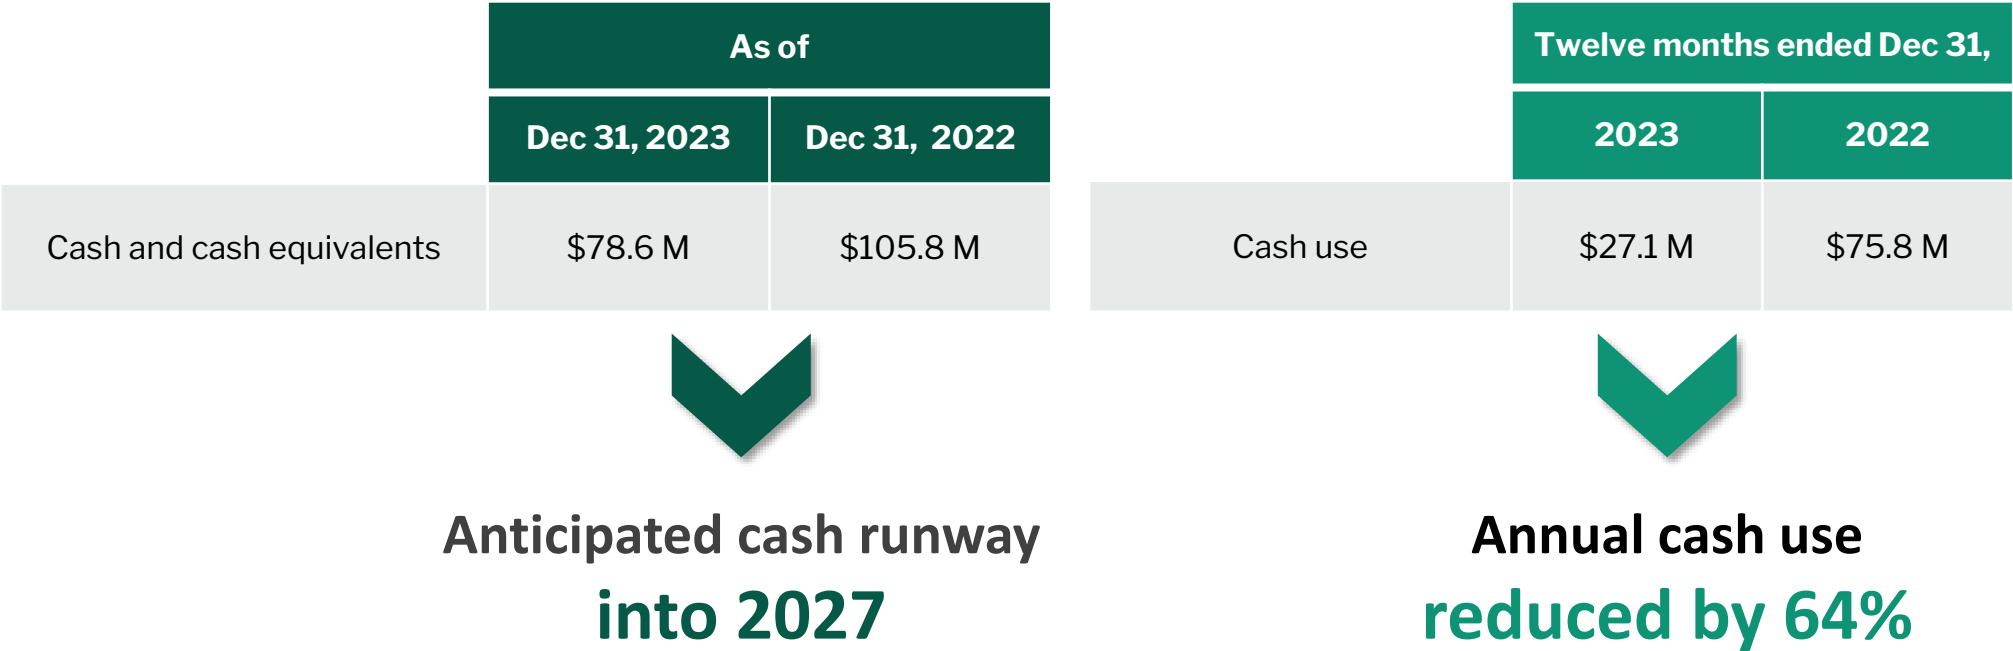 As of
Dec 31, 2023 Dec 31, 2022
Cash and cash equivalents $78.6 M $105.8 M
Anticipated cash runway
into 2027
Twelve months ended Dec 31,
2023 2022
Cash use $27.1 M $75.8 M
Annual cash use
reduced by 64%